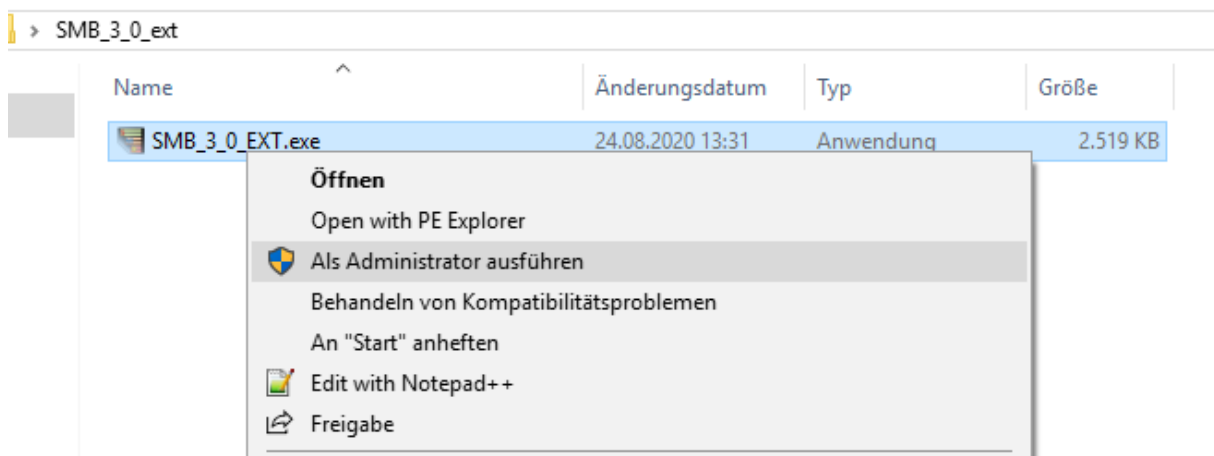 SMB_3_0_ext
Name Änderungsdatum Typ Größe
SMB_3_0_EXT.exe 24.08.2020 13:31 Anwendung 2.519 KB
Öffnen
Open with PE Explorer
Als Administrator ausführen
Behandeln von Kompatibilitätsproblemen
An "Start" anheften
Edit with Notepad++
Freigabe